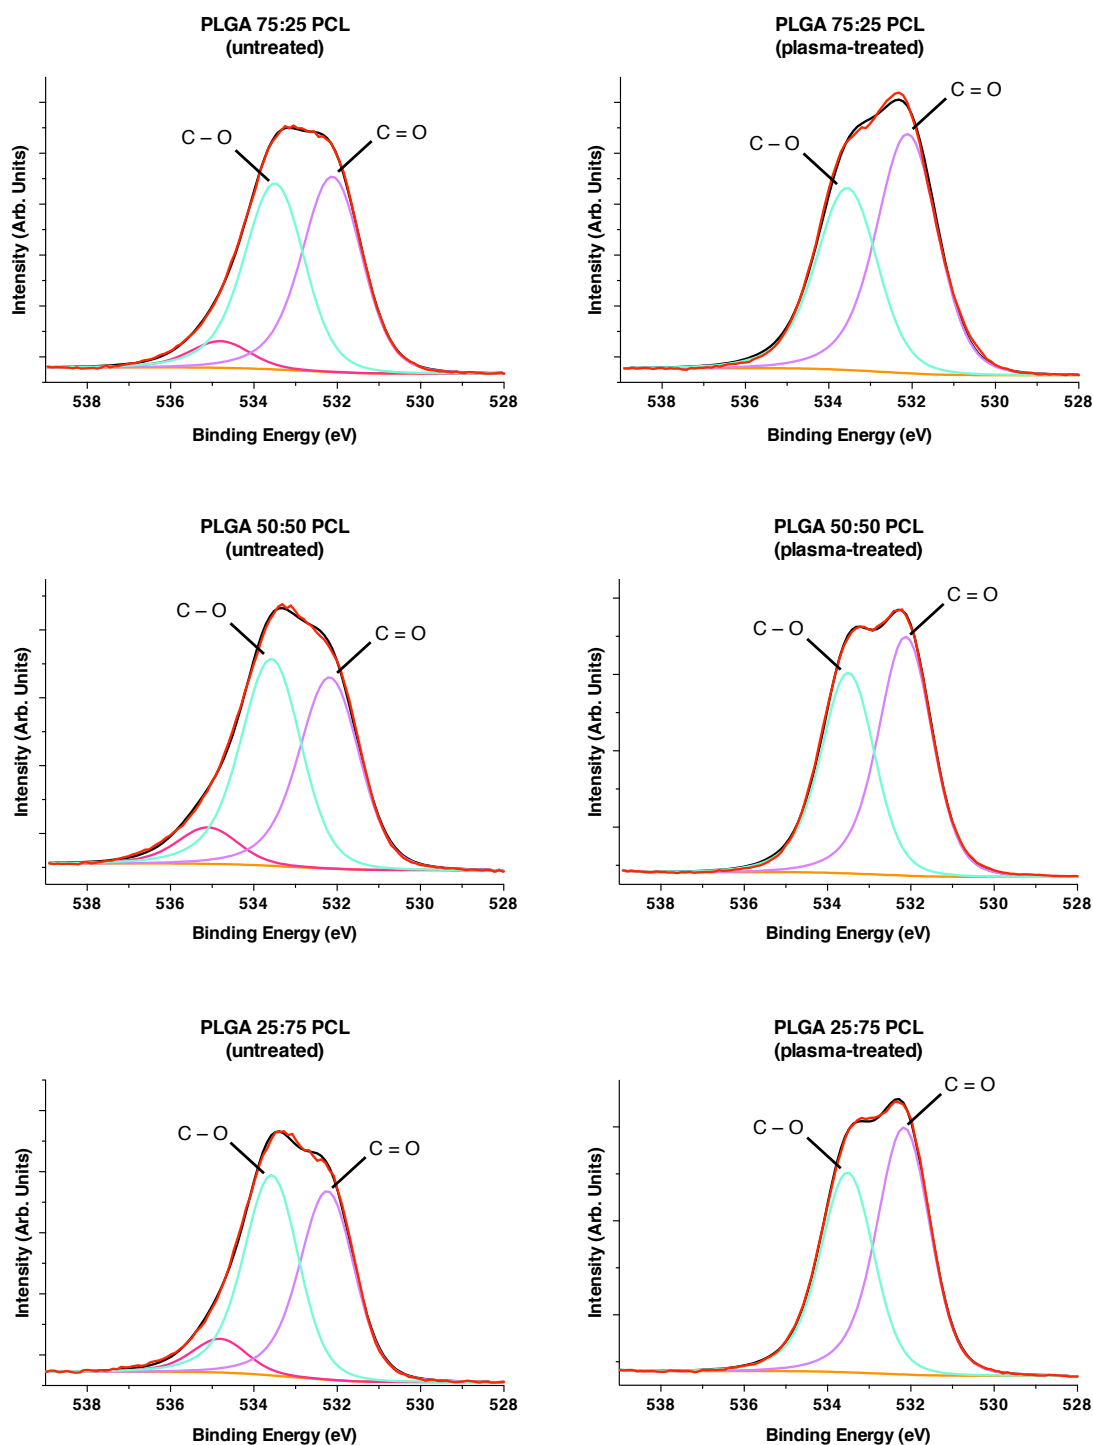 PLGA 75:25 PCL
(untreated)
C – O
C = O
Intensity (Arb. Units)
538 536 534 532 530 528
Binding Energy (eV)
PLGA 75:25 PCL
(plasma-treated)
C = O
C – O
Intensity (Arb. Units)
538 536 534 532 530 528
Binding Energy (eV)
PLGA 50:50 PCL
(untreated)
C – O
C = O
Intensity (Arb. Units)
538 536 534 532 530 528
Binding Energy (eV)
PLGA 50:50 PCL
(plasma-treated)
C = O
C – O
Intensity (Arb. Units)
538 536 534 532 530 528
Binding Energy (eV)
PLGA 25:75 PCL
(untreated)
C – O
C = O
Intensity (Arb. Units)
538 536 534 532 530 528
Binding Energy (eV)
PLGA 25:75 PCL
(plasma-treated)
C = O
C – O
Intensity (Arb. Units)
538 536 534 532 530 528
Binding Energy (eV)